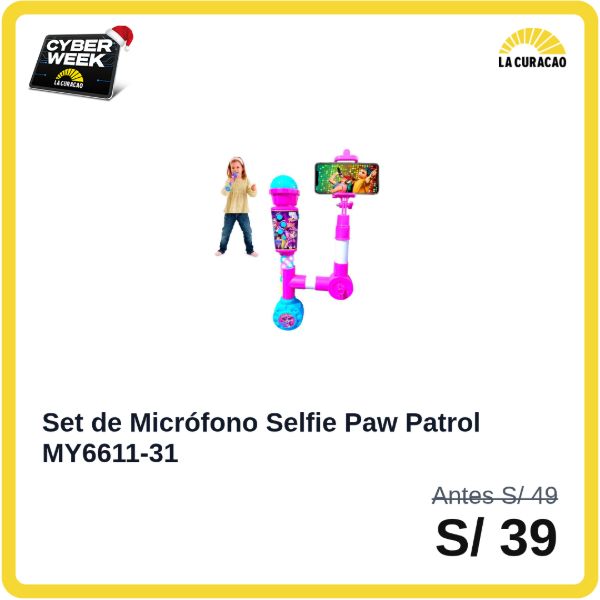 CYBER
WEEK
LA CURACAO
LA CURACAO
Set de Micrófono Selfie Paw Patrol
MY6611-31
Antes S/ 49
S/ 39